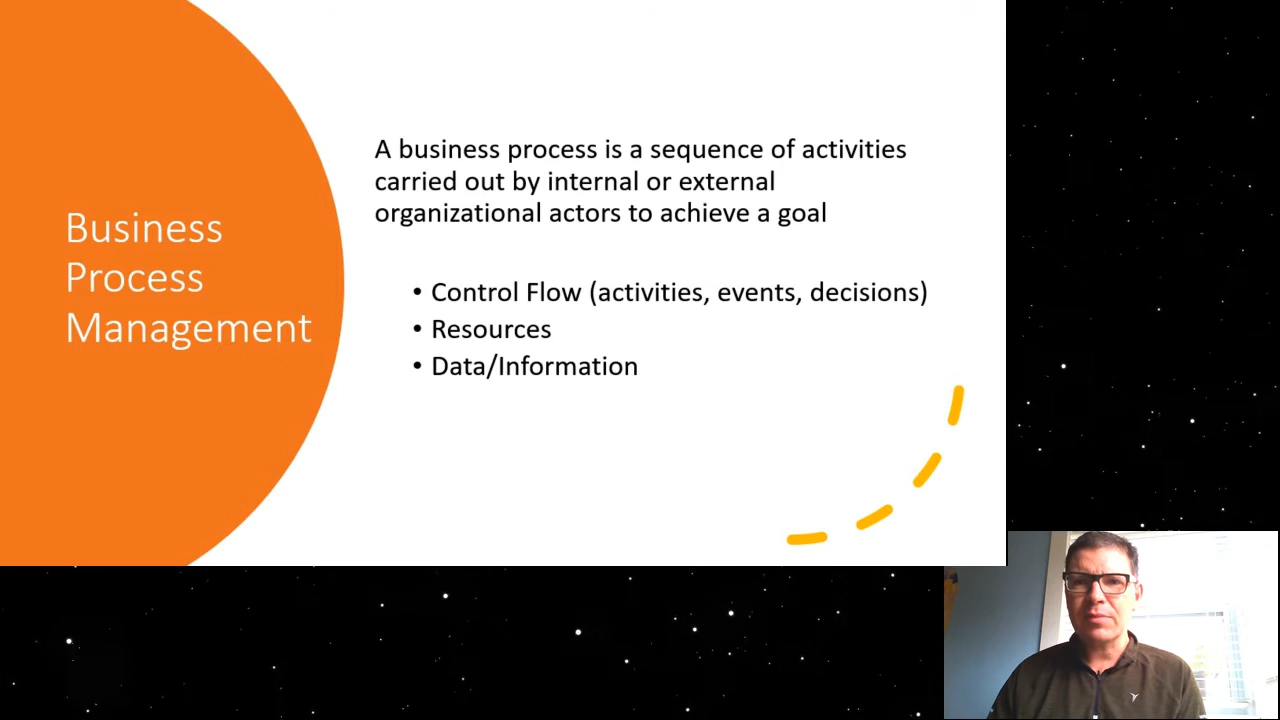 Business
Process
Management
A business process is a sequence of activities
carried out by internal or external
organizational actors to achieve a goal
• Control Flow (activities, events, decisions)
• Resources
• Data/Information